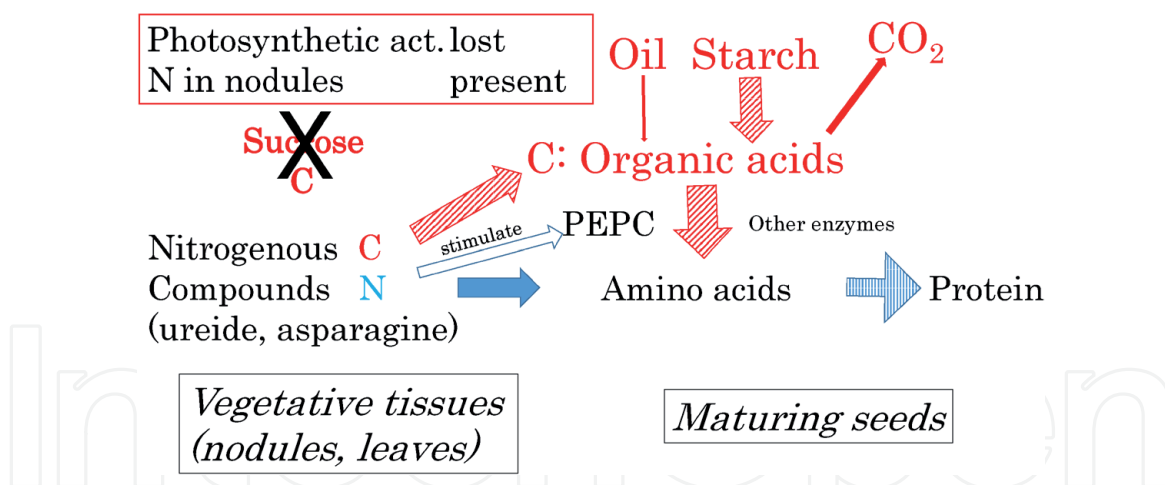 Photosynthetic act. lost
N in nodules present
Sucrose
C
Oil Starch CO₂
C: Organic acids
stimulate PEPC Other enzymes
Nitrogenous C
Compounds N Amino acids Protein
(ureide, asparagine)
Vegetative tissues
(nodules, leaves)
Maturing seeds